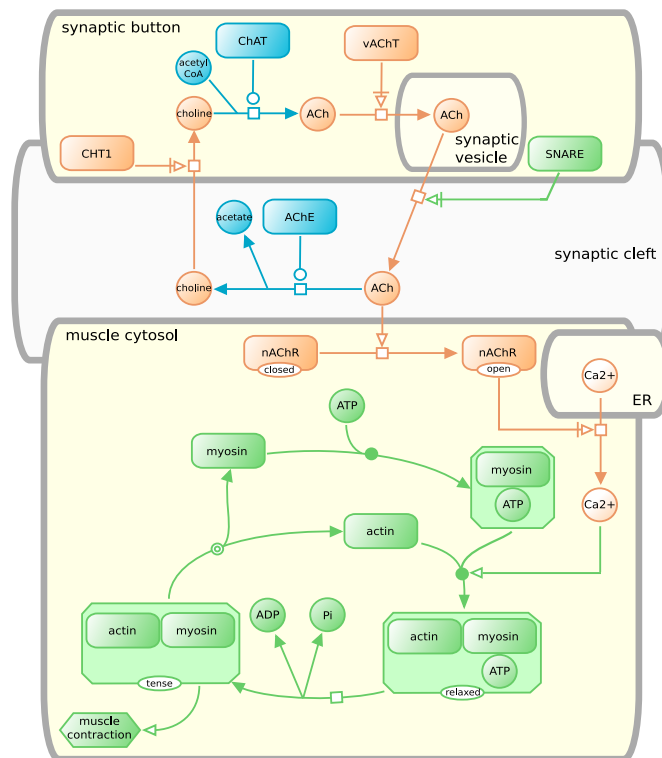 synaptic button
ChAT
vAChT
acetyl
CoA
choline
ACh
ACh
synaptic
vesicle
CHT1
SNARE
acetate
AChE
synaptic cleft
choline
ACh
muscle cytosol
nAChR
closed
nAChR
open
Ca2+
ER
ATP
myosin
myosin
ATP
Ca2+
actin
ADP
Pi
actin
myosin
tense
actin
myosin
ATP
relaxed
muscle
contraction